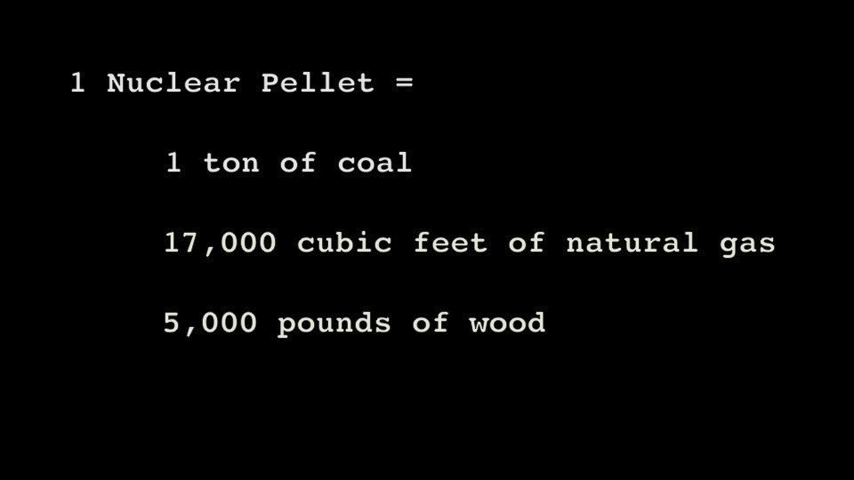 1 Nuclear Pellet =
1 ton of coal
17,000 cubic feet of natural gas
5,000 pounds of wood